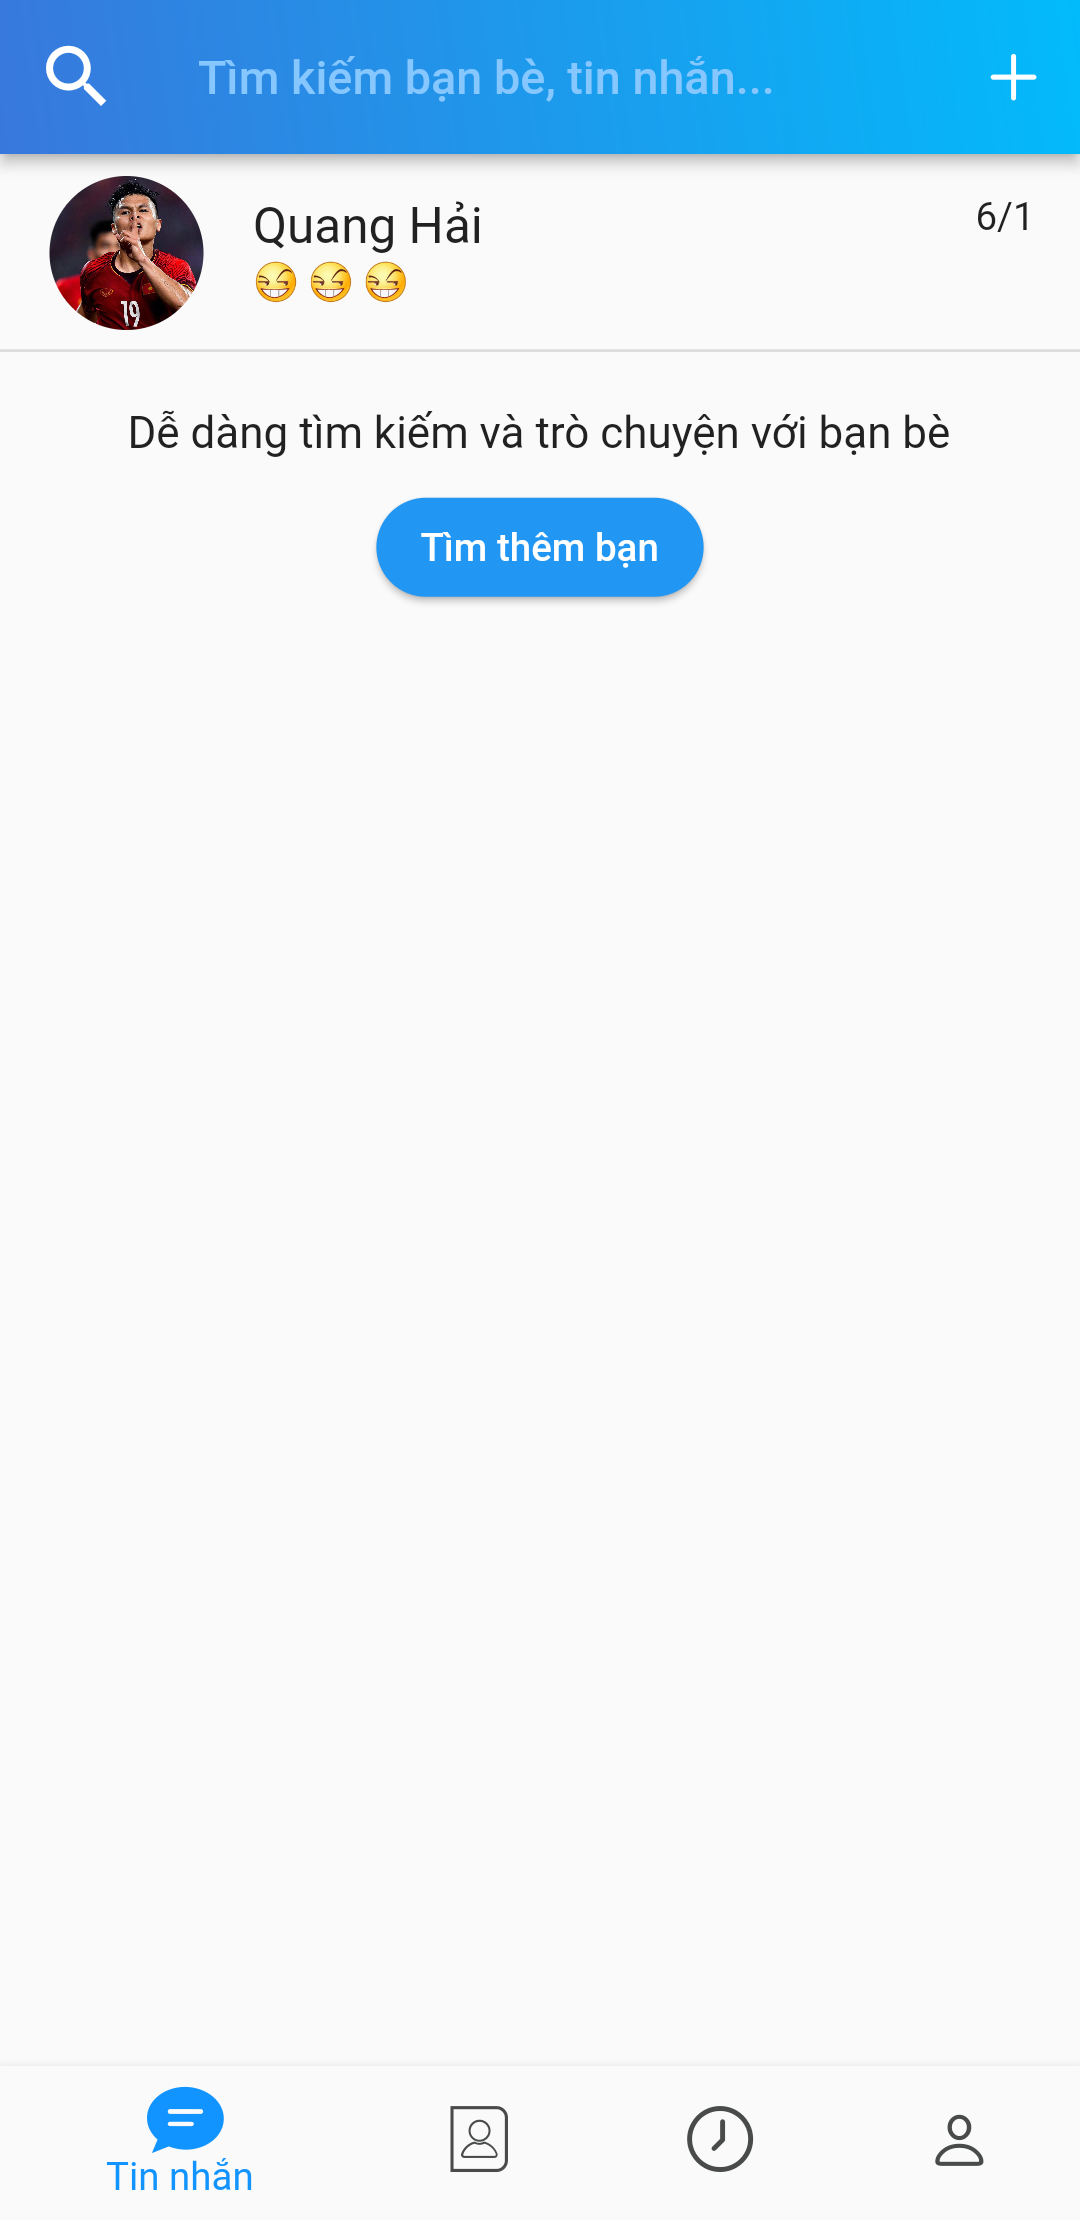 Tìm kiếm bạn bè, tin nhắn...
Quang Hải
6/1
😆 😆 😆
19
Dễ dàng tìm kiếm và trò chuyện với bạn bè
Tìm thêm bạn
Tin nhắn